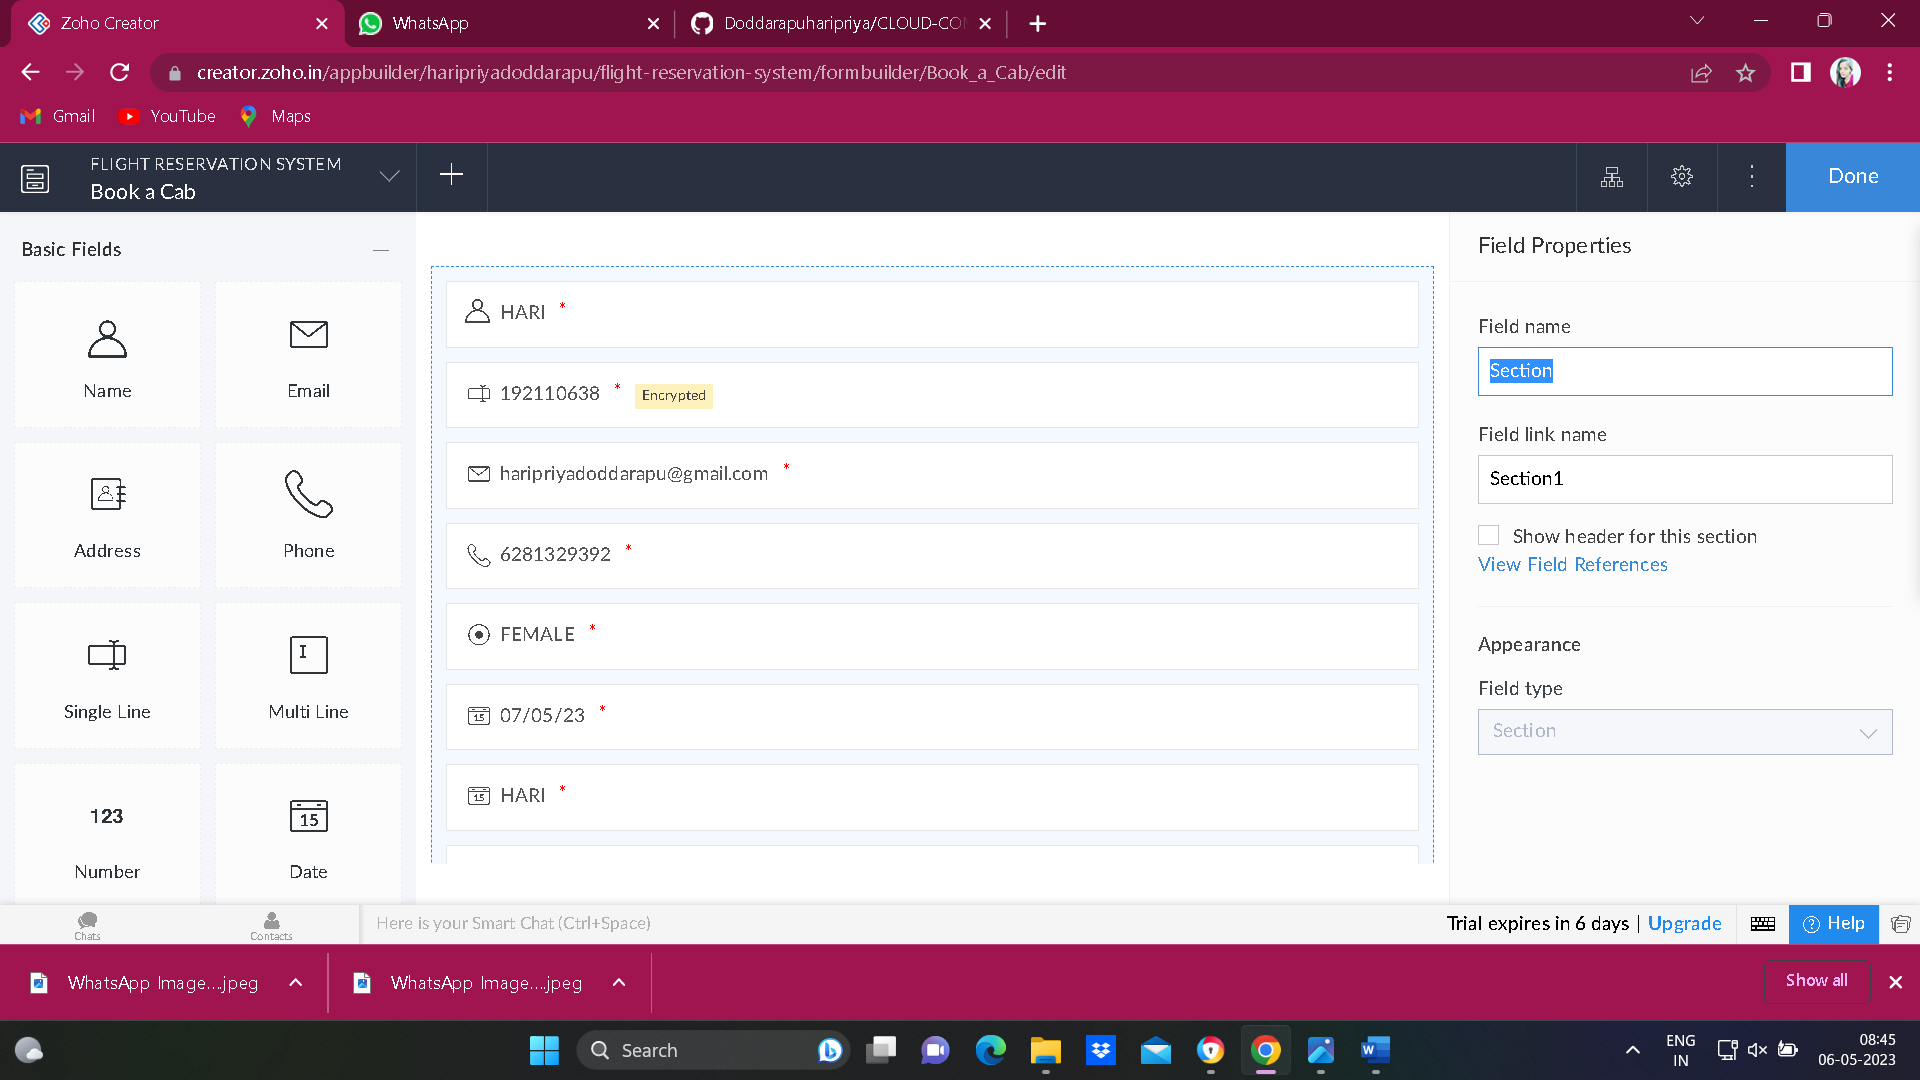 Zoho Creator
WhatsApp
Doddarapuharipriya/CLOUD-COM
creator.zoho.in/appbuilder/haripriyadoddarapu/flight-reservation-system/formbuilder/Book_a_Cab/edit
Gmail
YouTube
Maps
FLIGHT RESERVATION SYSTEM
Book a Cab
Done
Basic Fields
Name
Email
Address
Phone
Single Line
Multi Line
123
Number
15
Date
HARI *
192110638 * Encrypted
haripriyadoddarapu@gmail.com *
6281329392 *
FEMALE *
15 07/05/23 *
15 HARI *
Field Properties
Field name
Section
Field link name
Section1
Show header for this section
View Field References
Appearance
Field type
Section
Chats
Contacts
Here is your Smart Chat (Ctrl+Space)
Trial expires in 6 days | Upgrade
? Help
WhatsApp Image....jpeg
WhatsApp Image....jpeg
Show all
Search
ENG
IN
08:45
06-05-2023